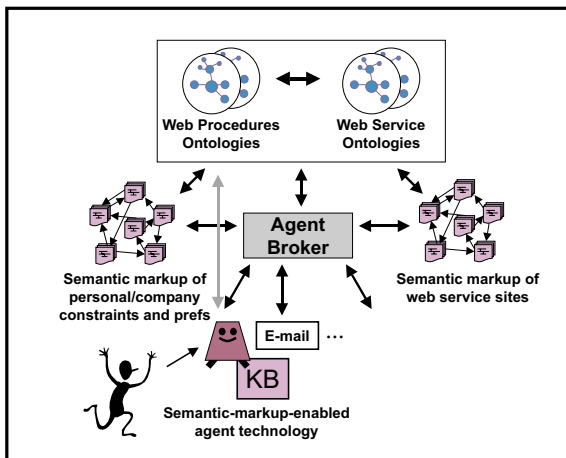 Web Procedures
Ontologies
Web Service
Ontologies
Agent
Broker
Semantic markup of
personal/company
constraints and prefs
Semantic markup of
web service sites
E-mail
...
KB
Semantic-markup-enabled
agent technology